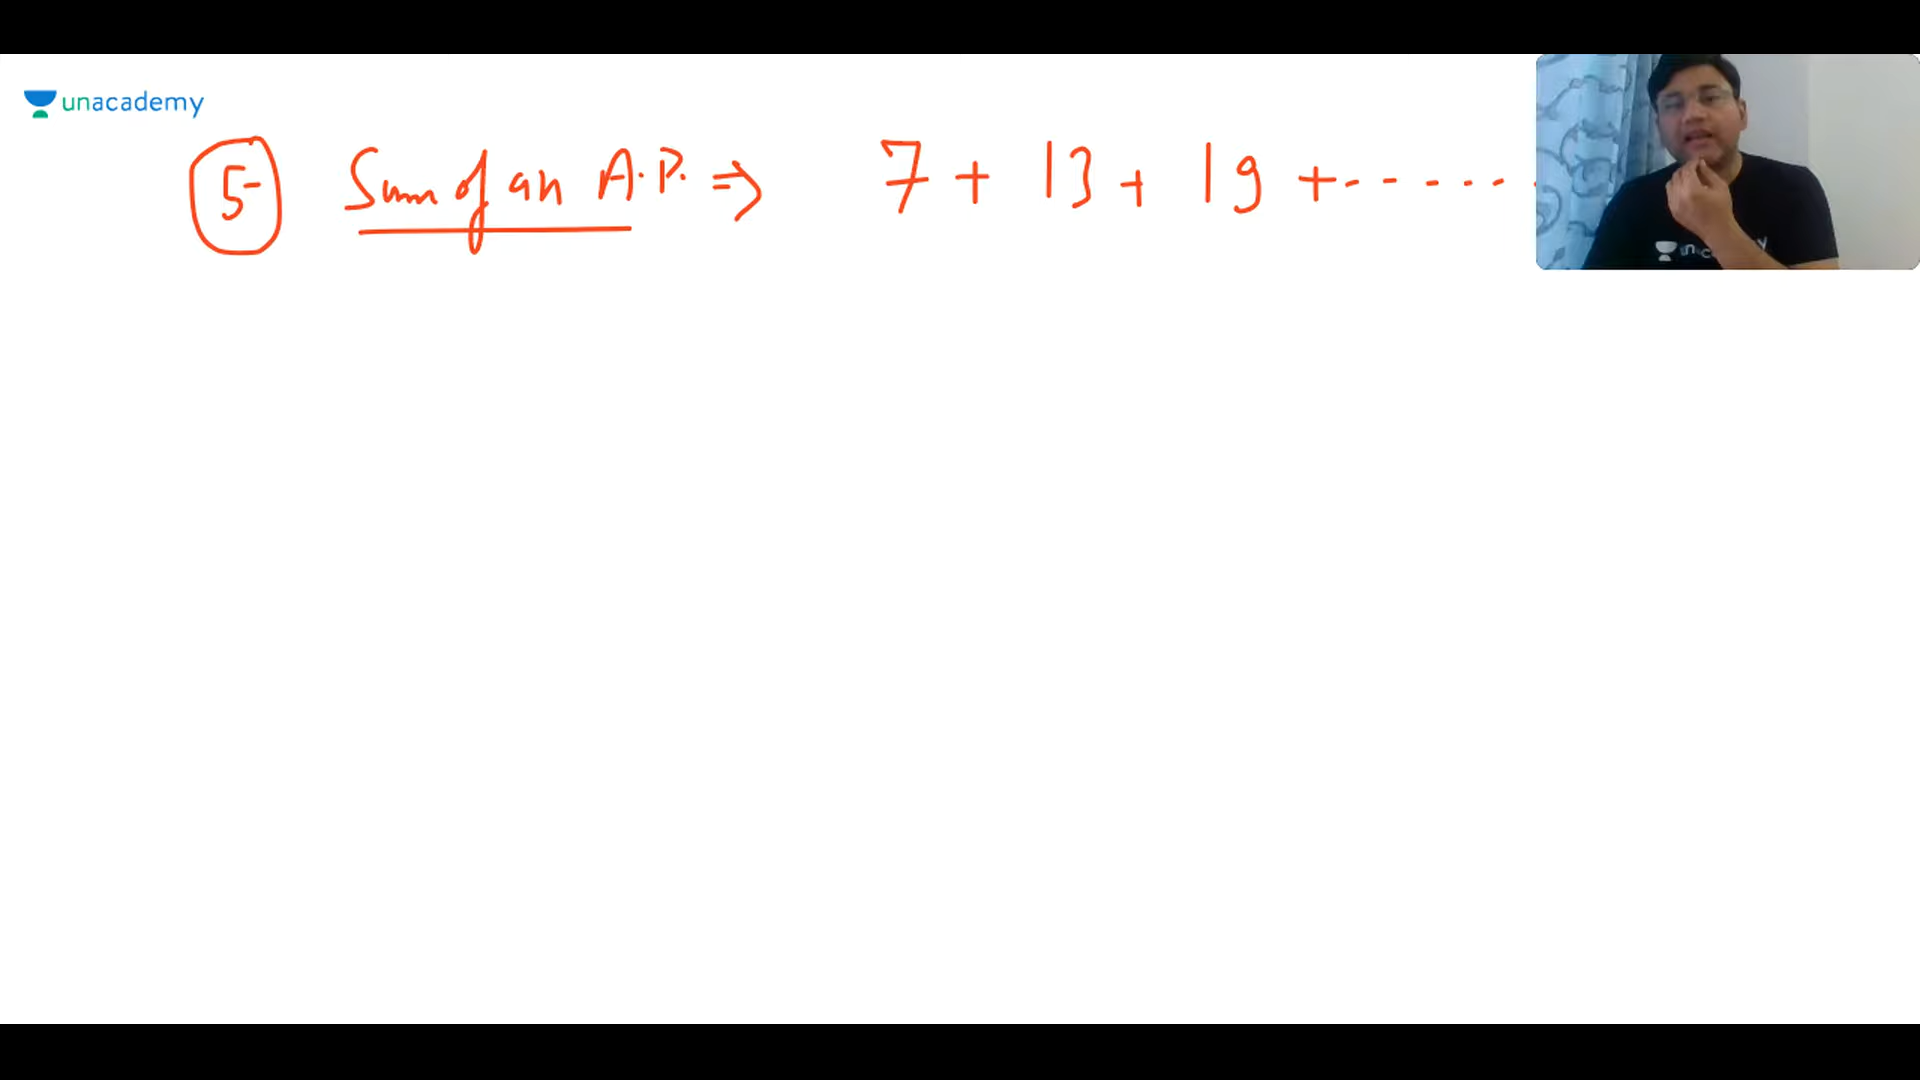 unacademy
5 Sum of an A.P. ⇒ 7 + 13 + 19 + ------